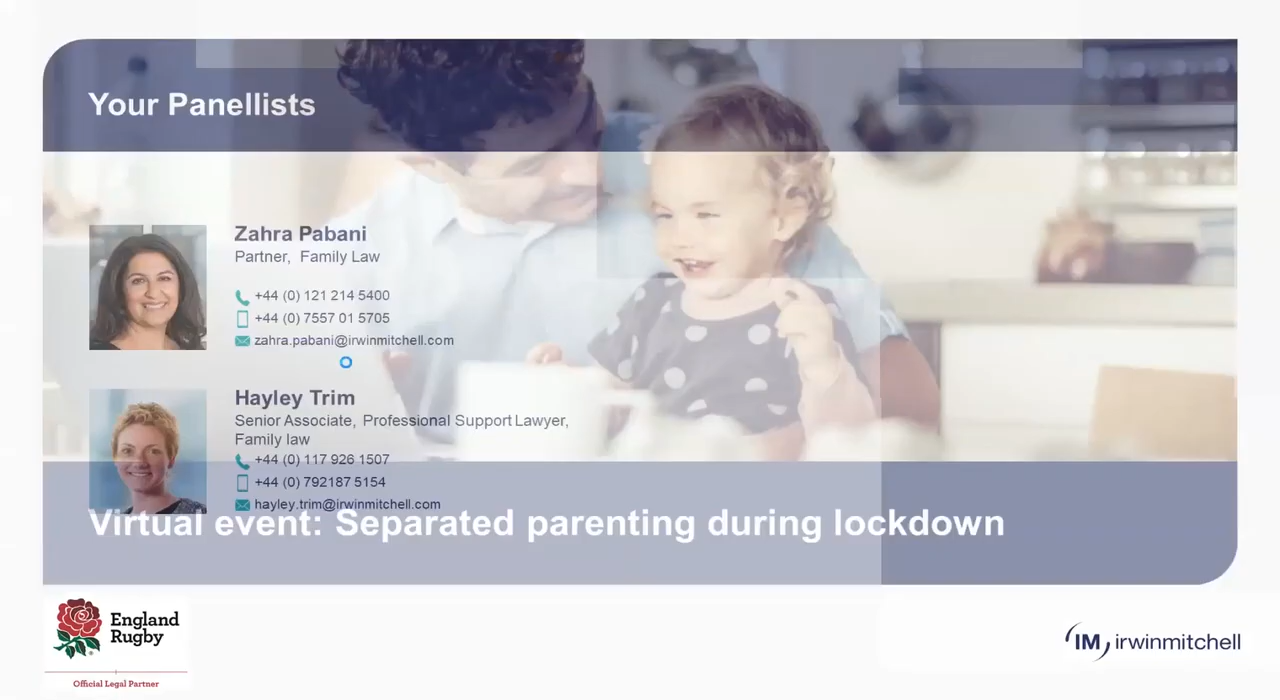 Your Panellists
Zahra Pabani
Partner, Family Law
+44 (0) 121 214 5400
+44 (0) 7557 01 5705
zahra.pabani@irwinmitchell.com
Hayley Trim
Senior Associate, Professional Support Lawyer,
Family law
+44 (0) 117 926 1507
+44 (0) 792187 5154
hayley.trim@irwinmitchell.com
Virtual event: Separated parenting during lockdown
England
Rugby
Official Legal Partner
IM irwinmitchell